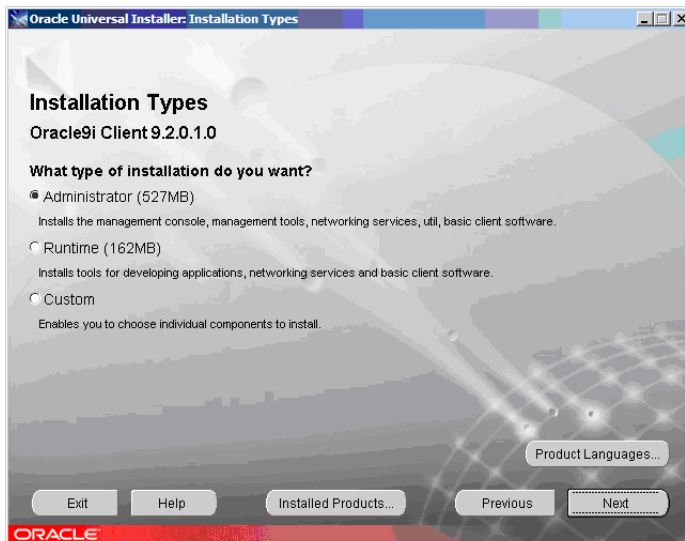 Oracle Universal Installer: Installation Types
Installation Types
Oracle9i Client 9.2.0.1.0
What type of installation do you want?
Administrator (527MB)
Installs the management console, management tools, networking services, util, basic client software.
Runtime (162MB)
Installs tools for developing applications, networking services and basic client software.
Custom
Enables you to choose individual components to install.
Product Languages...
Exit Help Installed Products... Previous Next
ORACLE